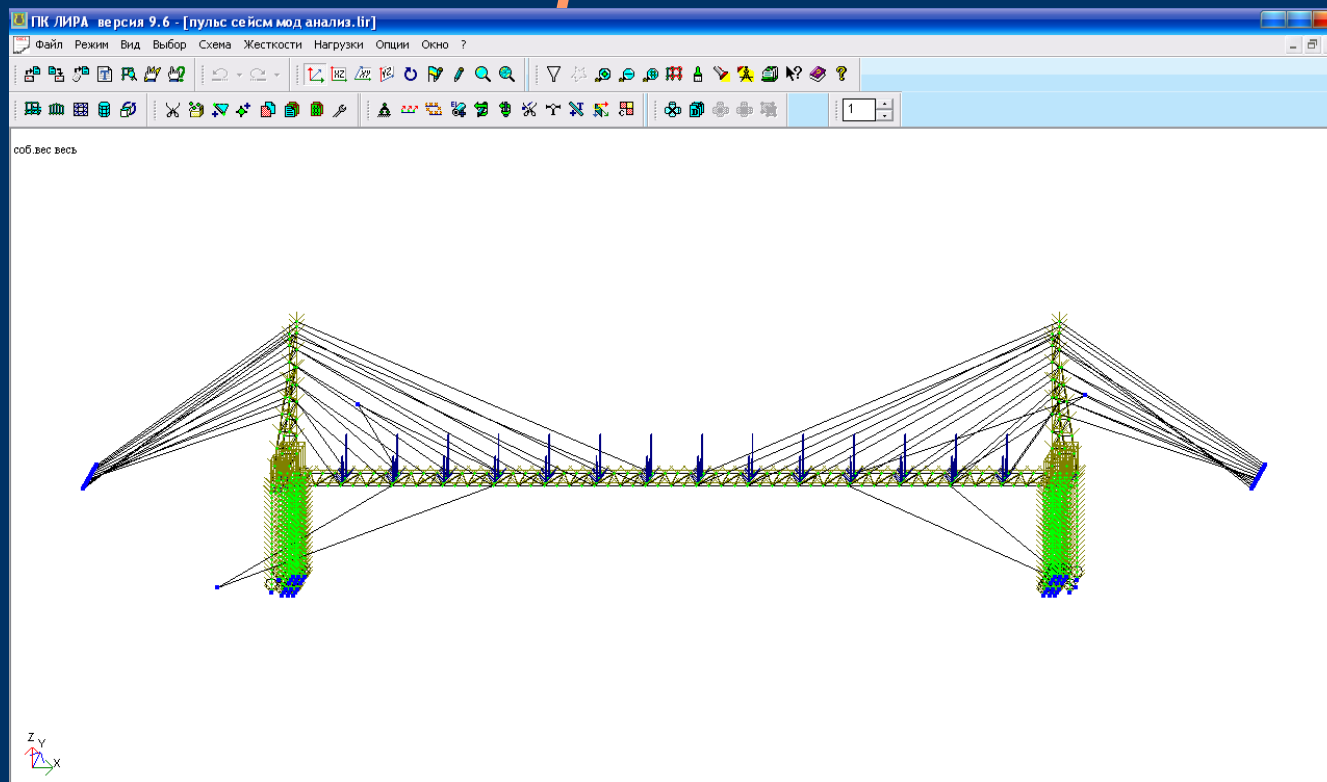 ПК ЛИРА версия 9.6 - [пульс сейсм мод анализ.lir]
Файл Режим Вид Выбор Схема Жесткости Нагрузки Опции Окно ?
1
соб.вес весь
Z
Y
X